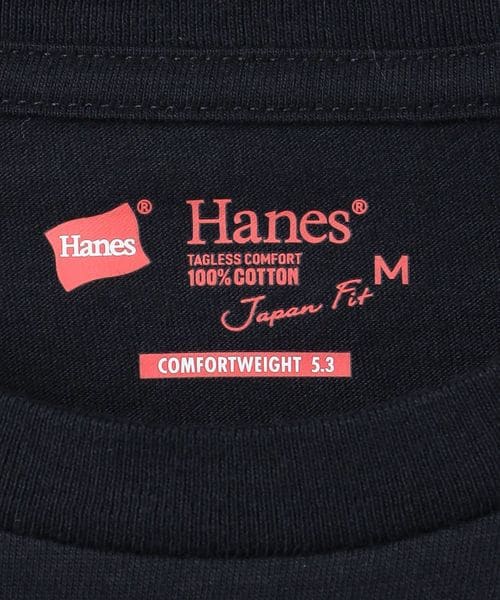 Hanes®
Hanes®
TAGLESS COMFORT
100% COTTON
M
Japan Fit
COMFORTWEIGHT 5.3